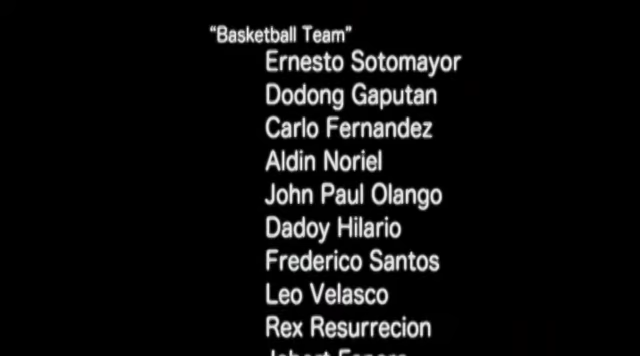 "Basketball Team"
Ernesto Sotomayor
Dodong Gaputan
Carlo Fernandez
Aldin Noriel
John Paul Olango
Dadoy Hilario
Frederico Santos
Leo Velasco
Rex Resurrecion